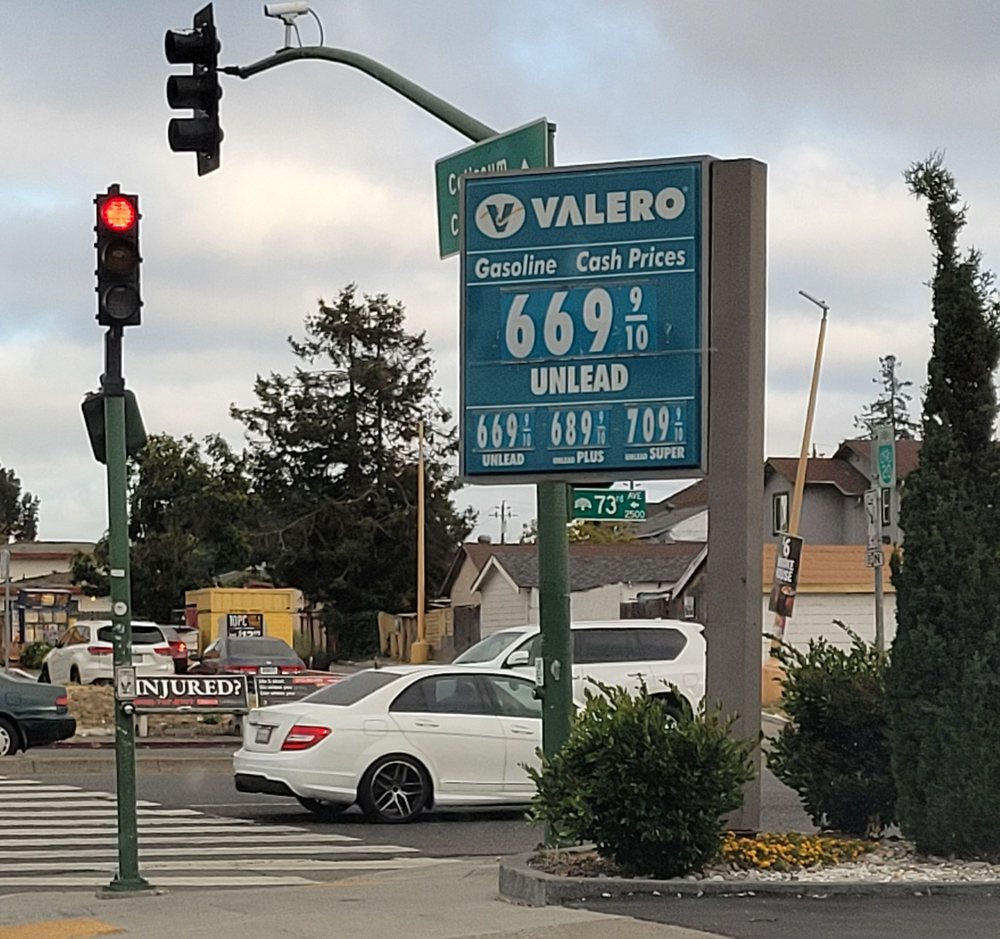 VALERO
Gasoline Cash Prices
669 9/10
UNLEAD
669 9/10 689 9/10 709 9/10
UNLEAD UNLEAD PLUS UNLEAD SUPER
73rd AVE
2500
INJURED?
10PC